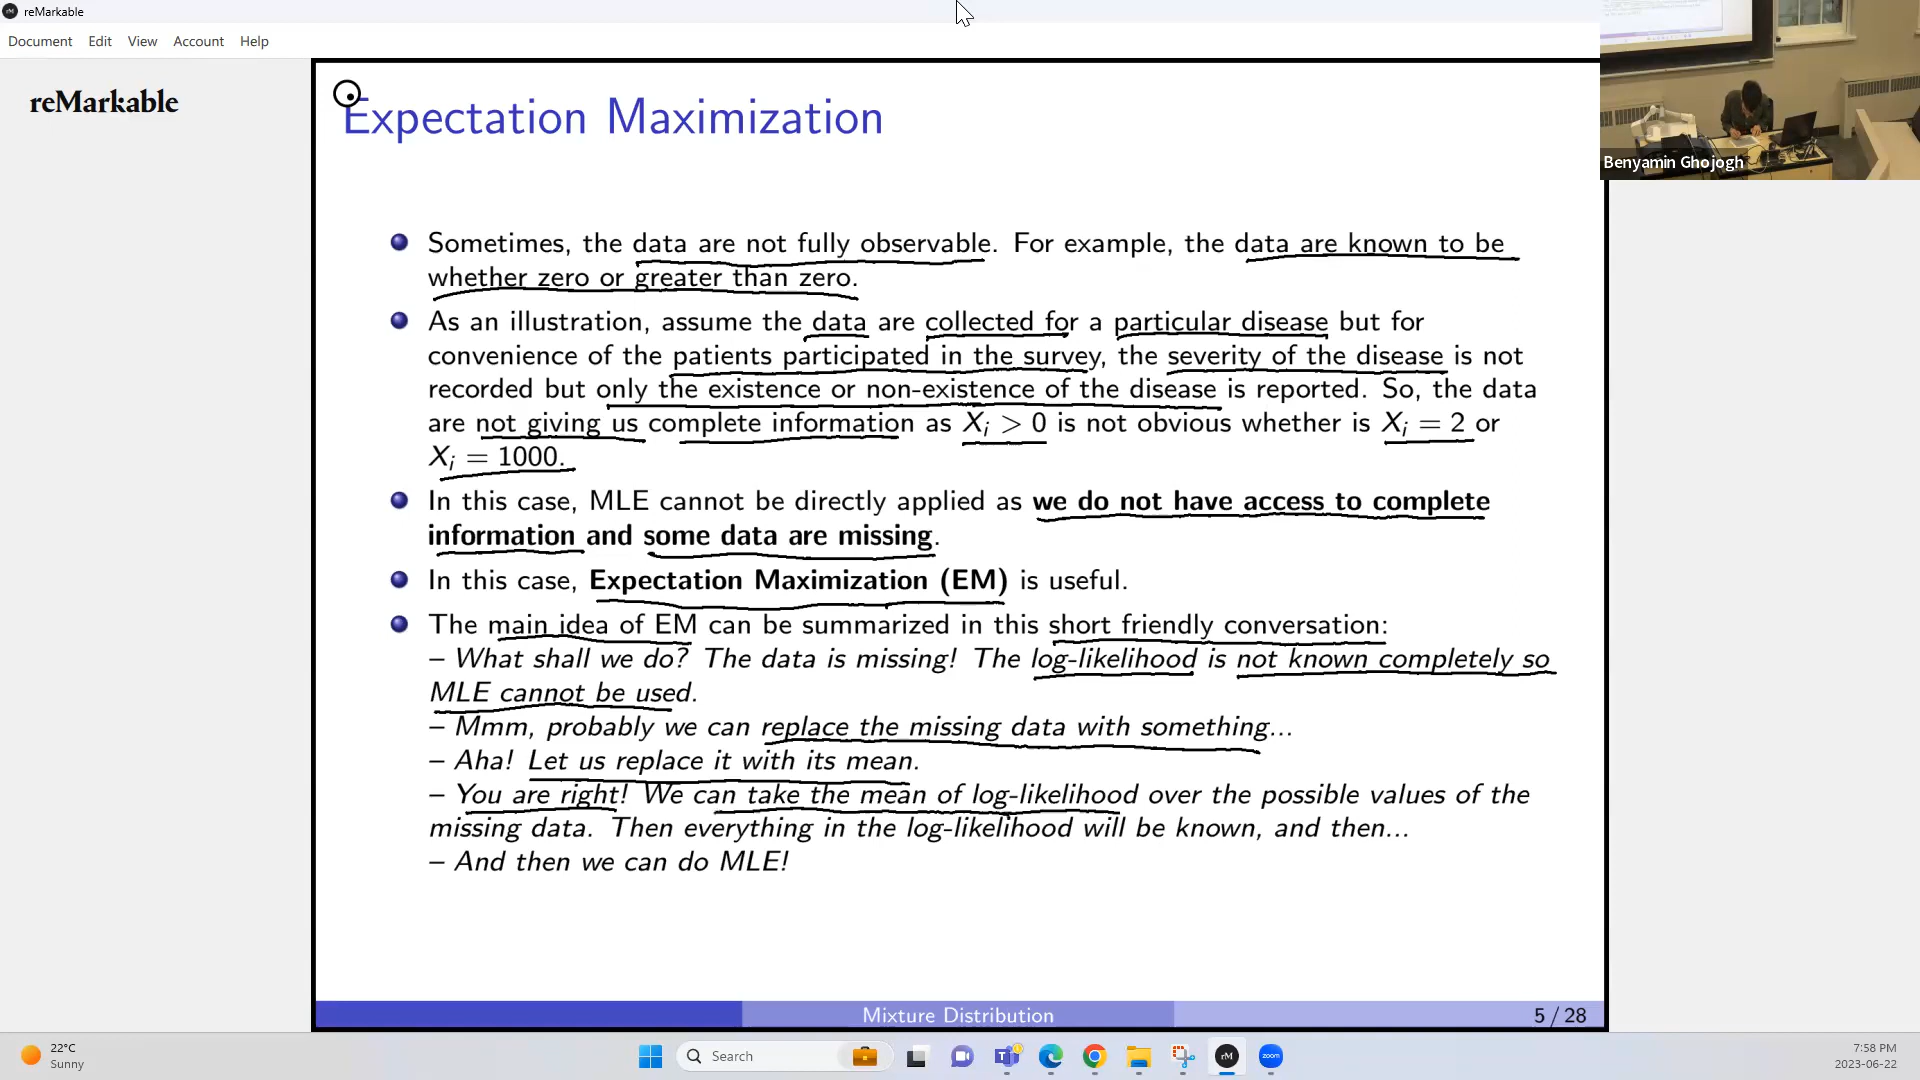 reMarkable
Document Edit View Account Help
reMarkable
Expectation Maximization
Benyamin Ghojogh
Sometimes, the data are not fully observable. For example, the data are known to be
whether zero or greater than zero.
As an illustration, assume the data are collected for a particular disease but for
convenience of the patients participated in the survey, the severity of the disease is not
recorded but only the existence or non-existence of the disease is reported. So, the data
are not giving us complete information as Xᵢ > 0 is not obvious whether is Xᵢ = 2 or
Xᵢ = 1000.
In this case, MLE cannot be directly applied as we do not have access to complete
information and some data are missing.
In this case, Expectation Maximization (EM) is useful.
The main idea of EM can be summarized in this short friendly conversation:
– What shall we do? The data is missing! The log-likelihood is not known completely so
MLE cannot be used.
– Mmm, probably we can replace the missing data with something...
– Aha! Let us replace it with its mean.
– You are right! We can take the mean of log-likelihood over the possible values of the
missing data. Then everything in the log-likelihood will be known, and then...
– And then we can do MLE!
Mixture Distribution 5 / 28
22°C
Sunny
Search
zoom
7:58 PM
2023-06-22